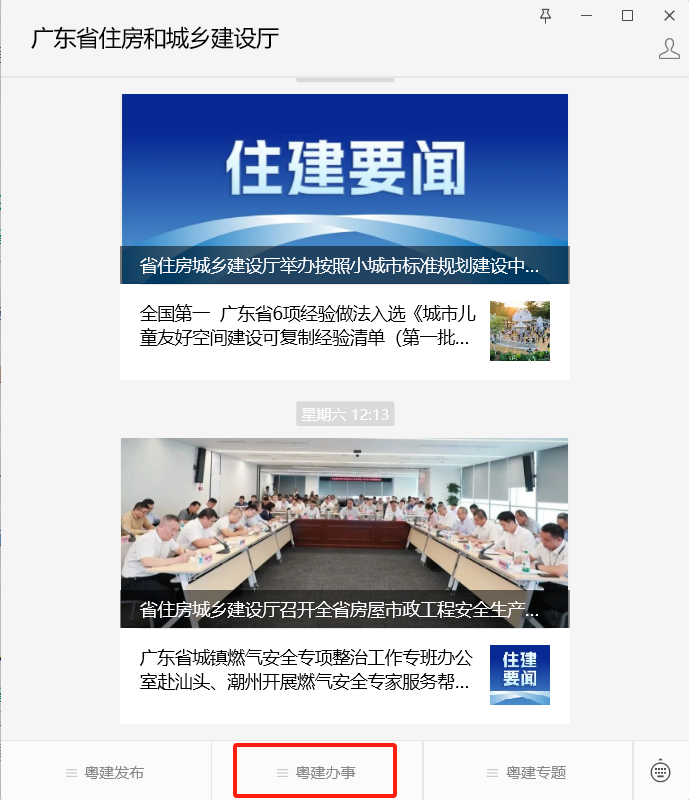 广东省住房和城乡建设厅
住建要闻
省住房城乡建设厅举办按照小城市标准规划建设中...
全国第一 广东省6项经验做法入选《城市儿
童友好空间建设可复制经验清单（第一批...
星期六 12:13
省住房城乡建设厅召开全省房屋市政工程安全生产...
广东省城镇燃气安全专项整治工作专班办公
室赴汕头、潮州开展燃气安全专家服务帮...
住建
要闻
粤建发布
粤建办事
粤建专题